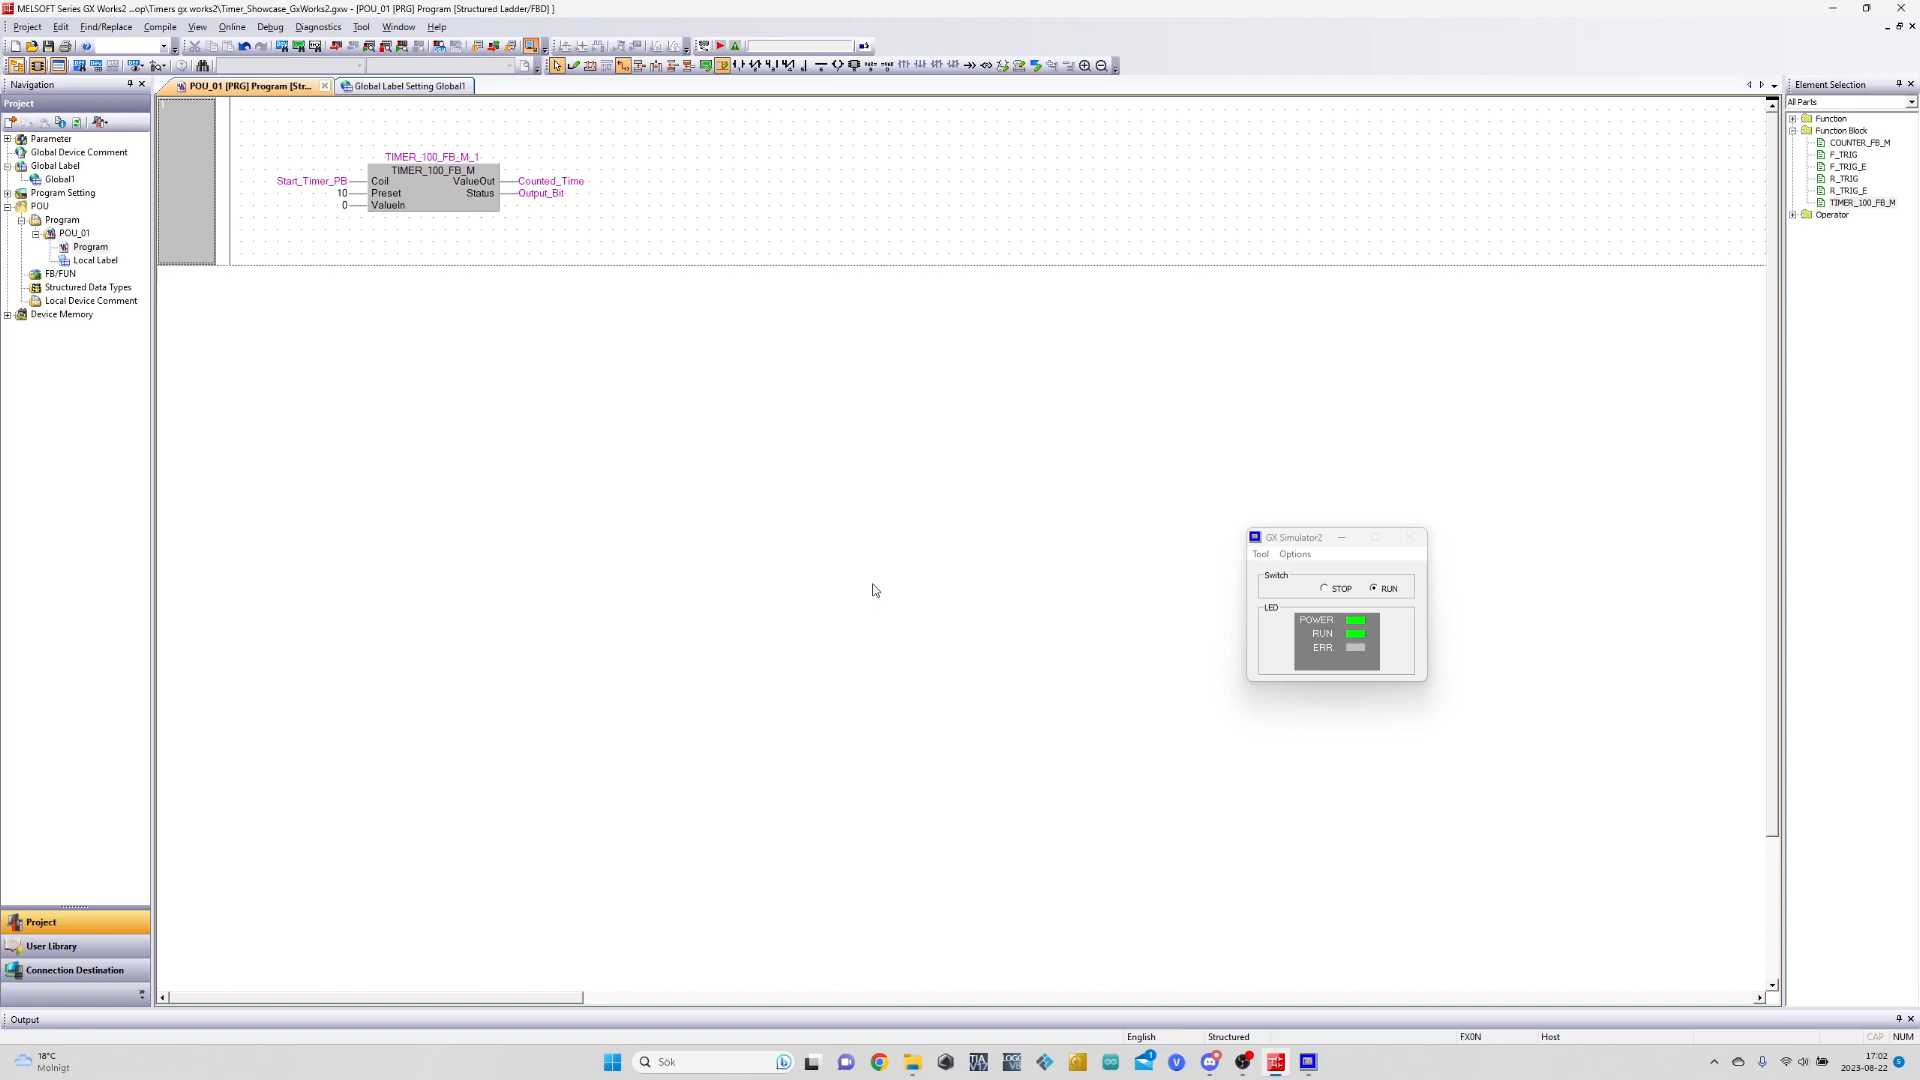 MELSOFT Series GX Works2 ...op\Timers gx works2\Timer_Showcase_GxWorks2.gxw - [POU_01 [PRG] Program [Structured Ladder/FBD] ]
Project Edit Find/Replace Compile View Online Debug Diagnostics Tool Window Help
Navigation
POU_01 [PRG] Program [Str...
Global Label Setting Global1
Element Selection
Project
All Parts
Parameter
Global Device Comment
Global Label
Global1
Program Setting
POU
Program
POU_01
Program
Local Label
FB/FUN
Structured Data Types
Local Device Comment
Device Memory
TIMER_100_FB_M_1
TIMER_100_FB_M
Start_Timer_PB Coil ValueOut Counted_Time
10 Preset Status Output_Bit
0 ValueIn
Function
Function Block
COUNTER_FB_M
F_TRIG
F_TRIG_E
R_TRIG
R_TRIG_E
TIMER_100_FB_M
Operator
GX Simulator2
Tool Options
Switch
STOP RUN
LED
POWER
RUN
ERR.
Project
User Library
Connection Destination
Output
English Structured FX0N Host CAP NUM
18°C
Molnigt
Sök
17:02
2023-08-22